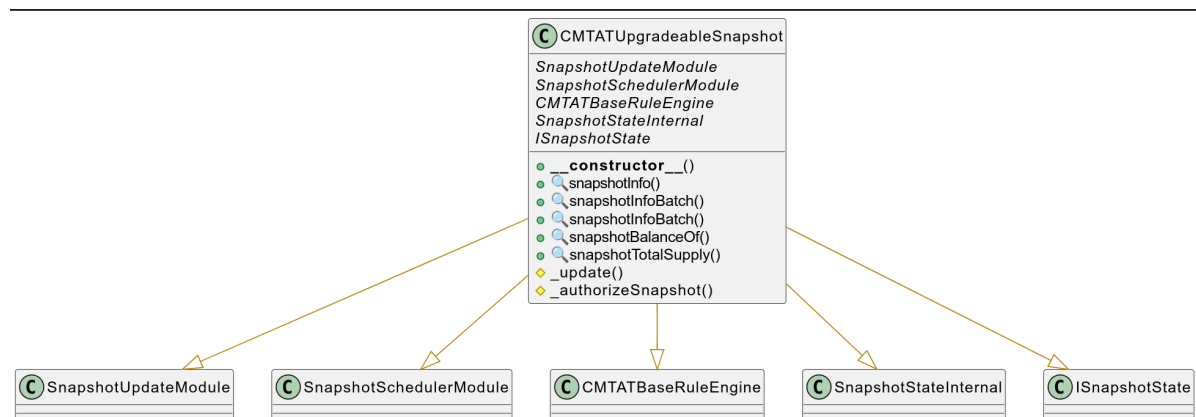 C CMTATUpgradeableSnapshot
SnapshotUpdateModule
SnapshotSchedulerModule
CMTATBaseRuleEngine
SnapshotStateInternal
ISnapshotState
__constructor__()
snapshotInfo()
snapshotInfoBatch()
snapshotInfoBatch()
snapshotBalanceOf()
snapshotTotalSupply()
_update()
_authorizeSnapshot()
C SnapshotUpdateModule
C SnapshotSchedulerModule
C CMTATBaseRuleEngine
C SnapshotStateInternal
C ISnapshotState